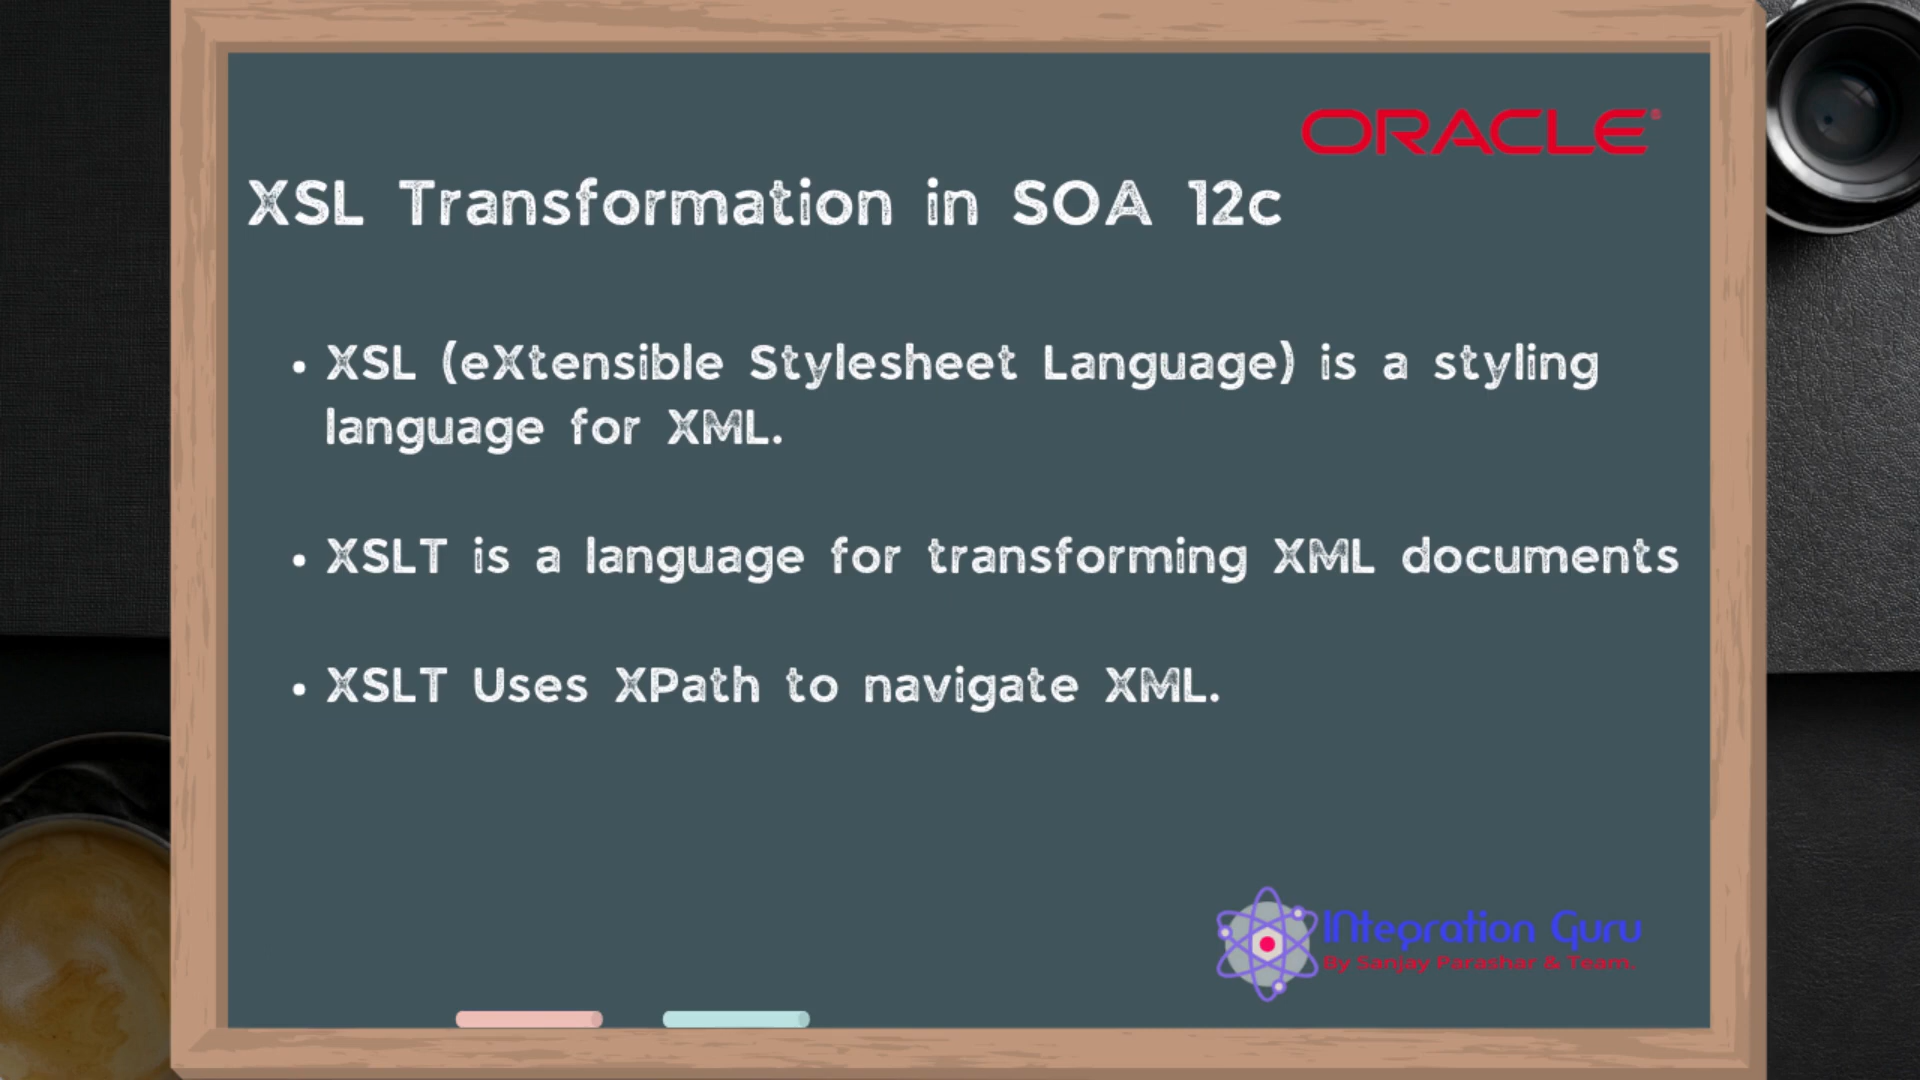 ORACLE
XSL Transformation in SOA 12c
• XSL (eXtensible Stylesheet Language) is a styling
language for XML.
• XSLT is a language for transforming XML documents
• XSLT Uses XPath to navigate XML.
INtegration Guru
By Sanjay Parashar & Team.